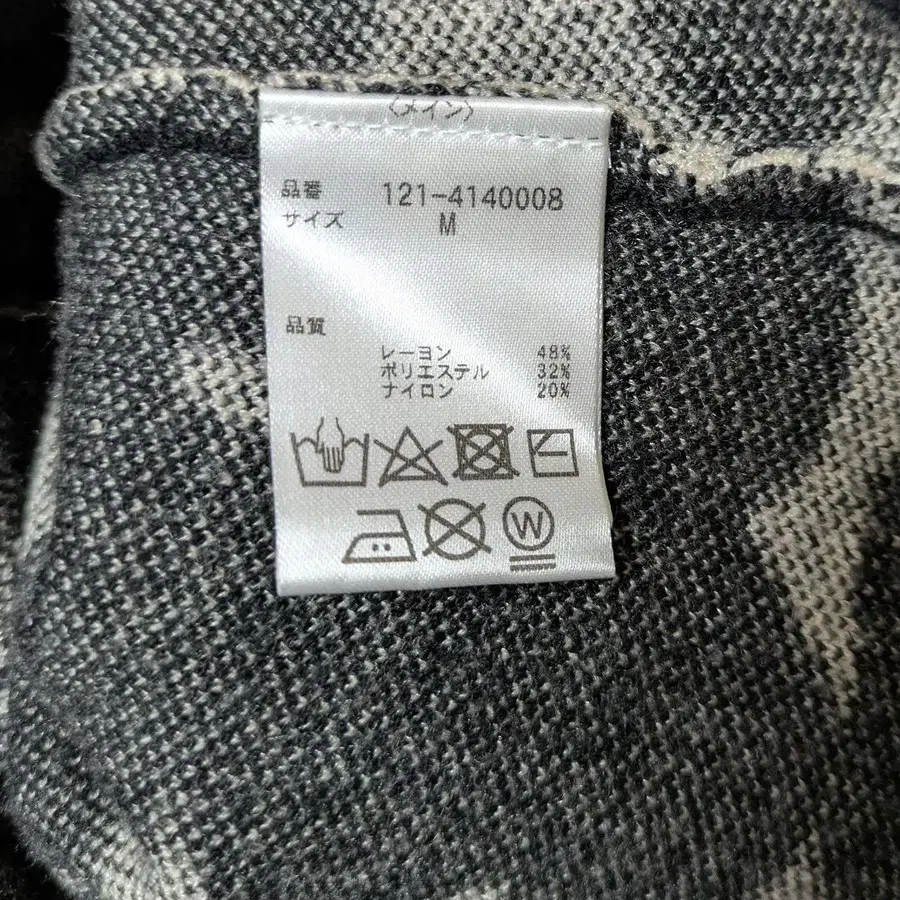 〈メイン〉
品番 121-4140008
サイズ M
品質
レーヨン 48%
ポリエステル 32%
ナイロン 20%
W